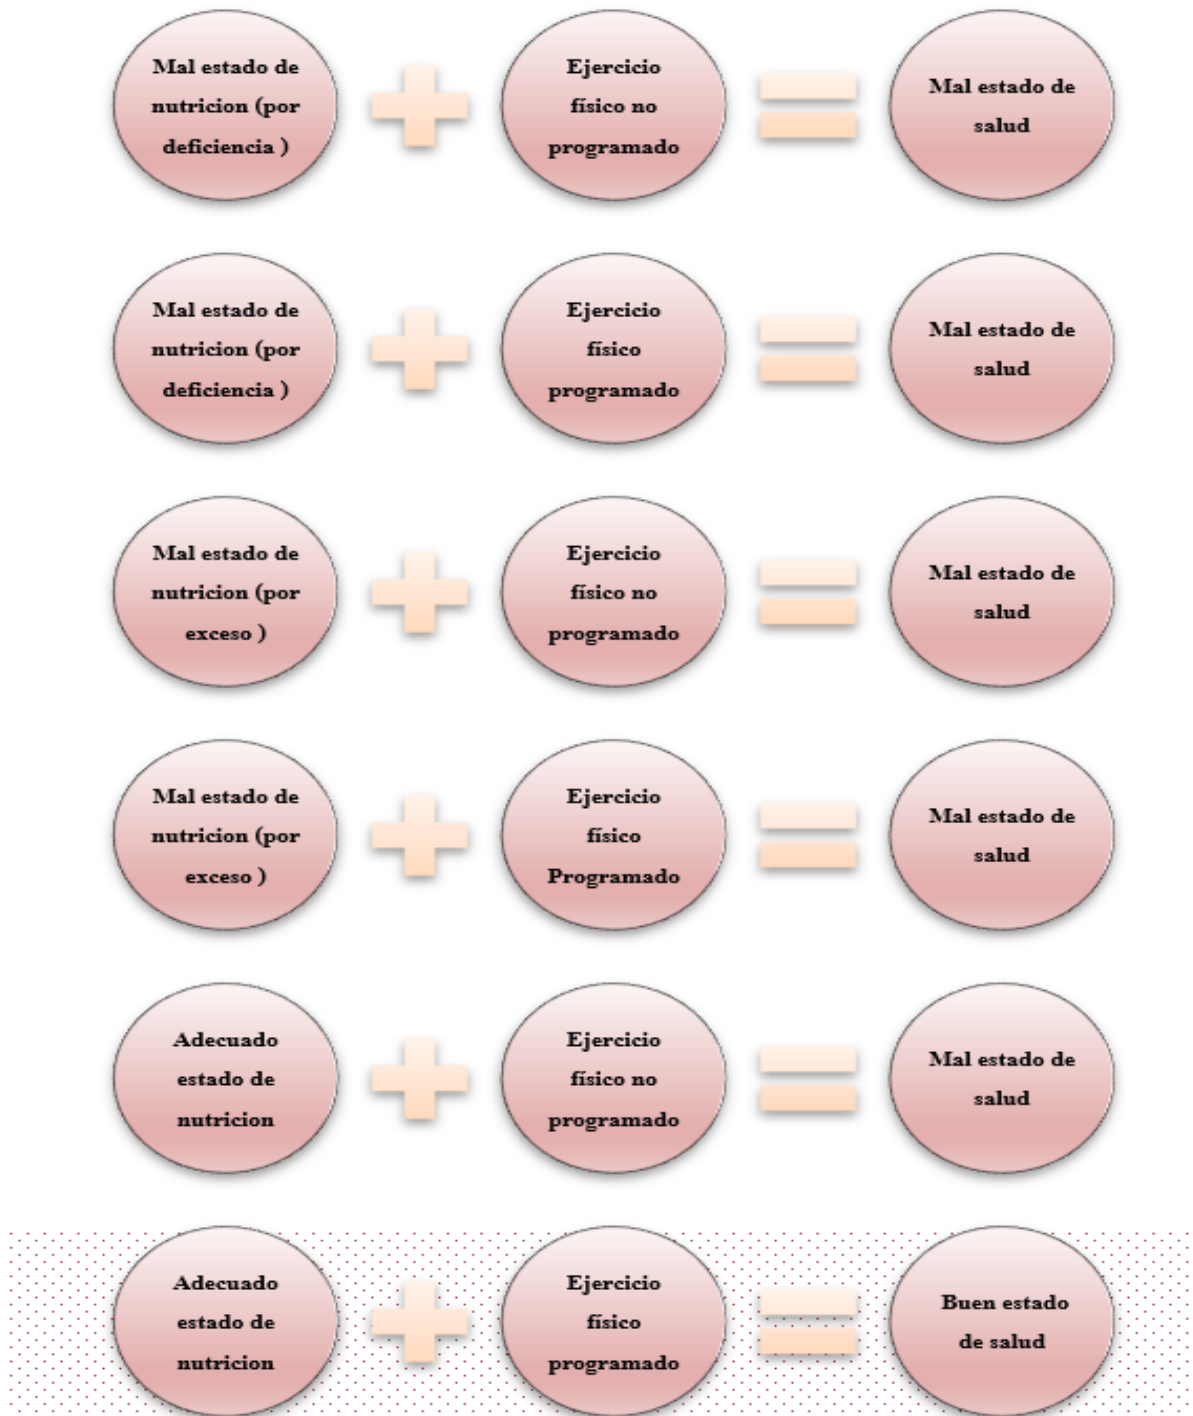 Mal estado de
nutricion (por
deficiencia )
Ejercicio
físico no
programado
Mal estado de
salud
Mal estado de
nutricion (por
deficiencia )
Ejercicio
físico
programado
Mal estado de
salud
Mal estado de
nutricion (por
exceso )
Ejercicio
físico no
programado
Mal estado de
salud
Mal estado de
nutricion (por
exceso )
Ejercicio
físico
Programado
Mal estado de
salud
Adecuado
estado de
nutricion
Ejercicio
físico no
programado
Mal estado de
salud
Adecuado
estado de
nutricion
Ejercicio
físico
programado
Buen estado
de salud